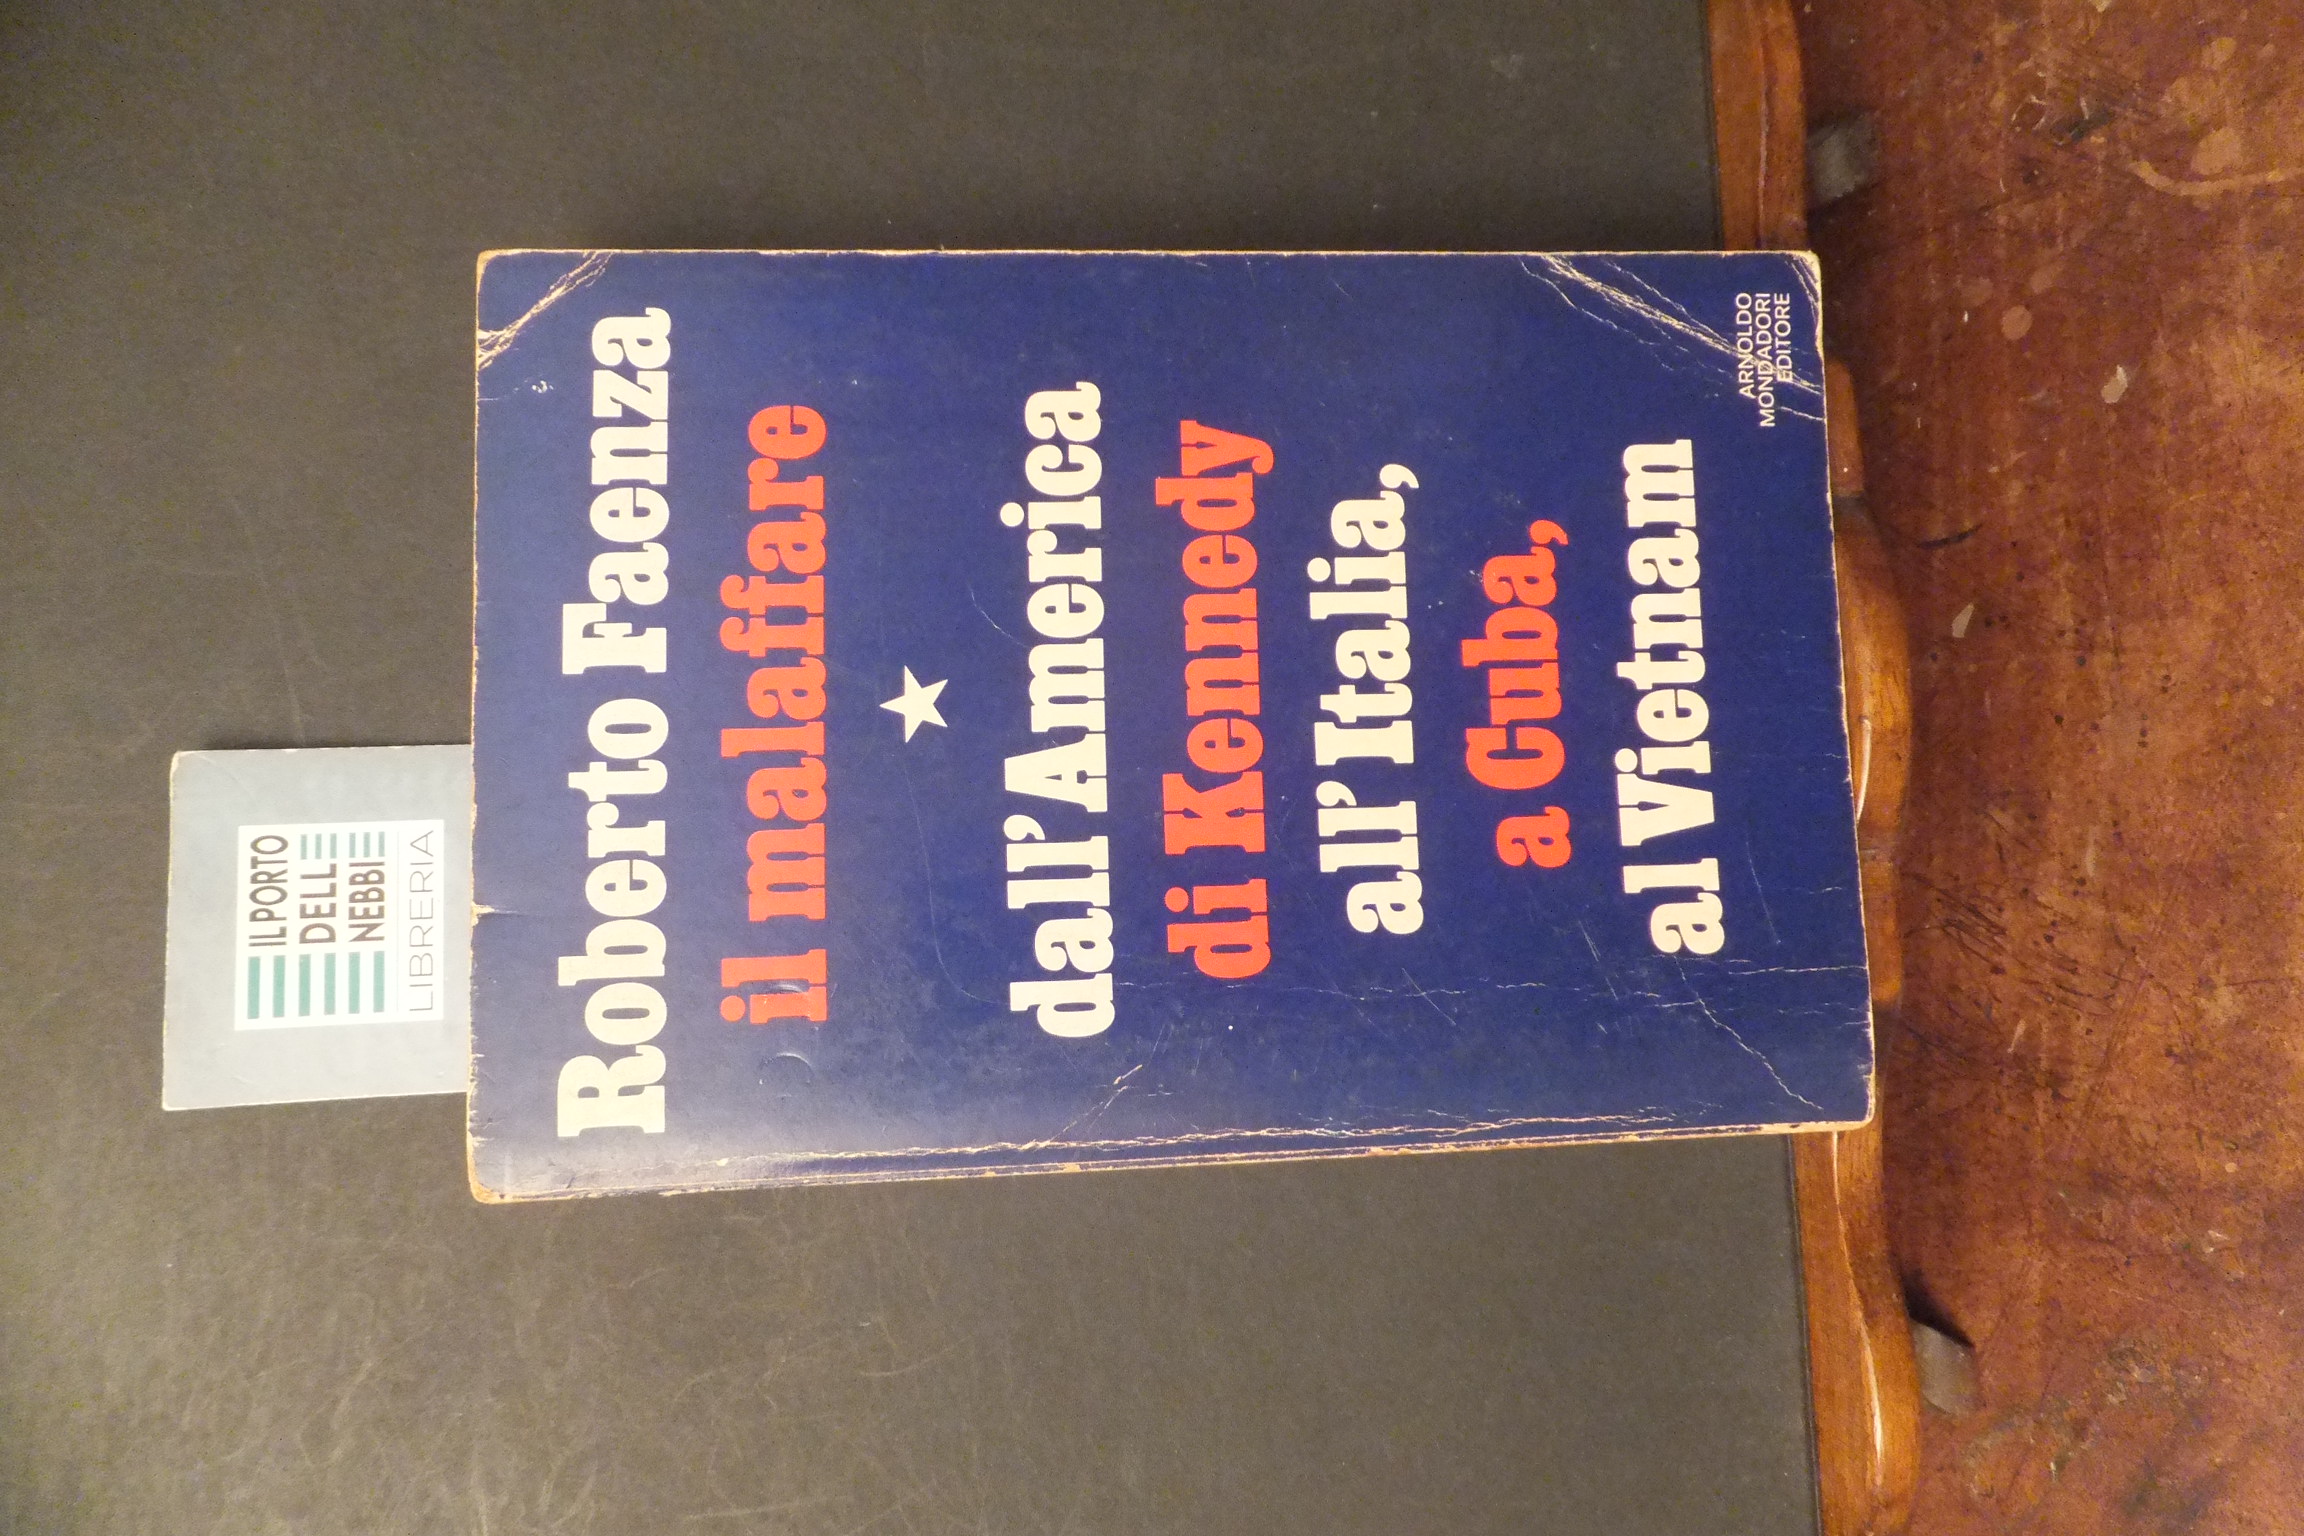 IL PORTO
DELLE
NEBBIE
LIBRERIA
Roberto Faenza
il malaffare
dall'America
di Kennedy
all'Italia,
a Cuba,
al Vietnam
ARNOLDO
MONDADORI
EDITORE